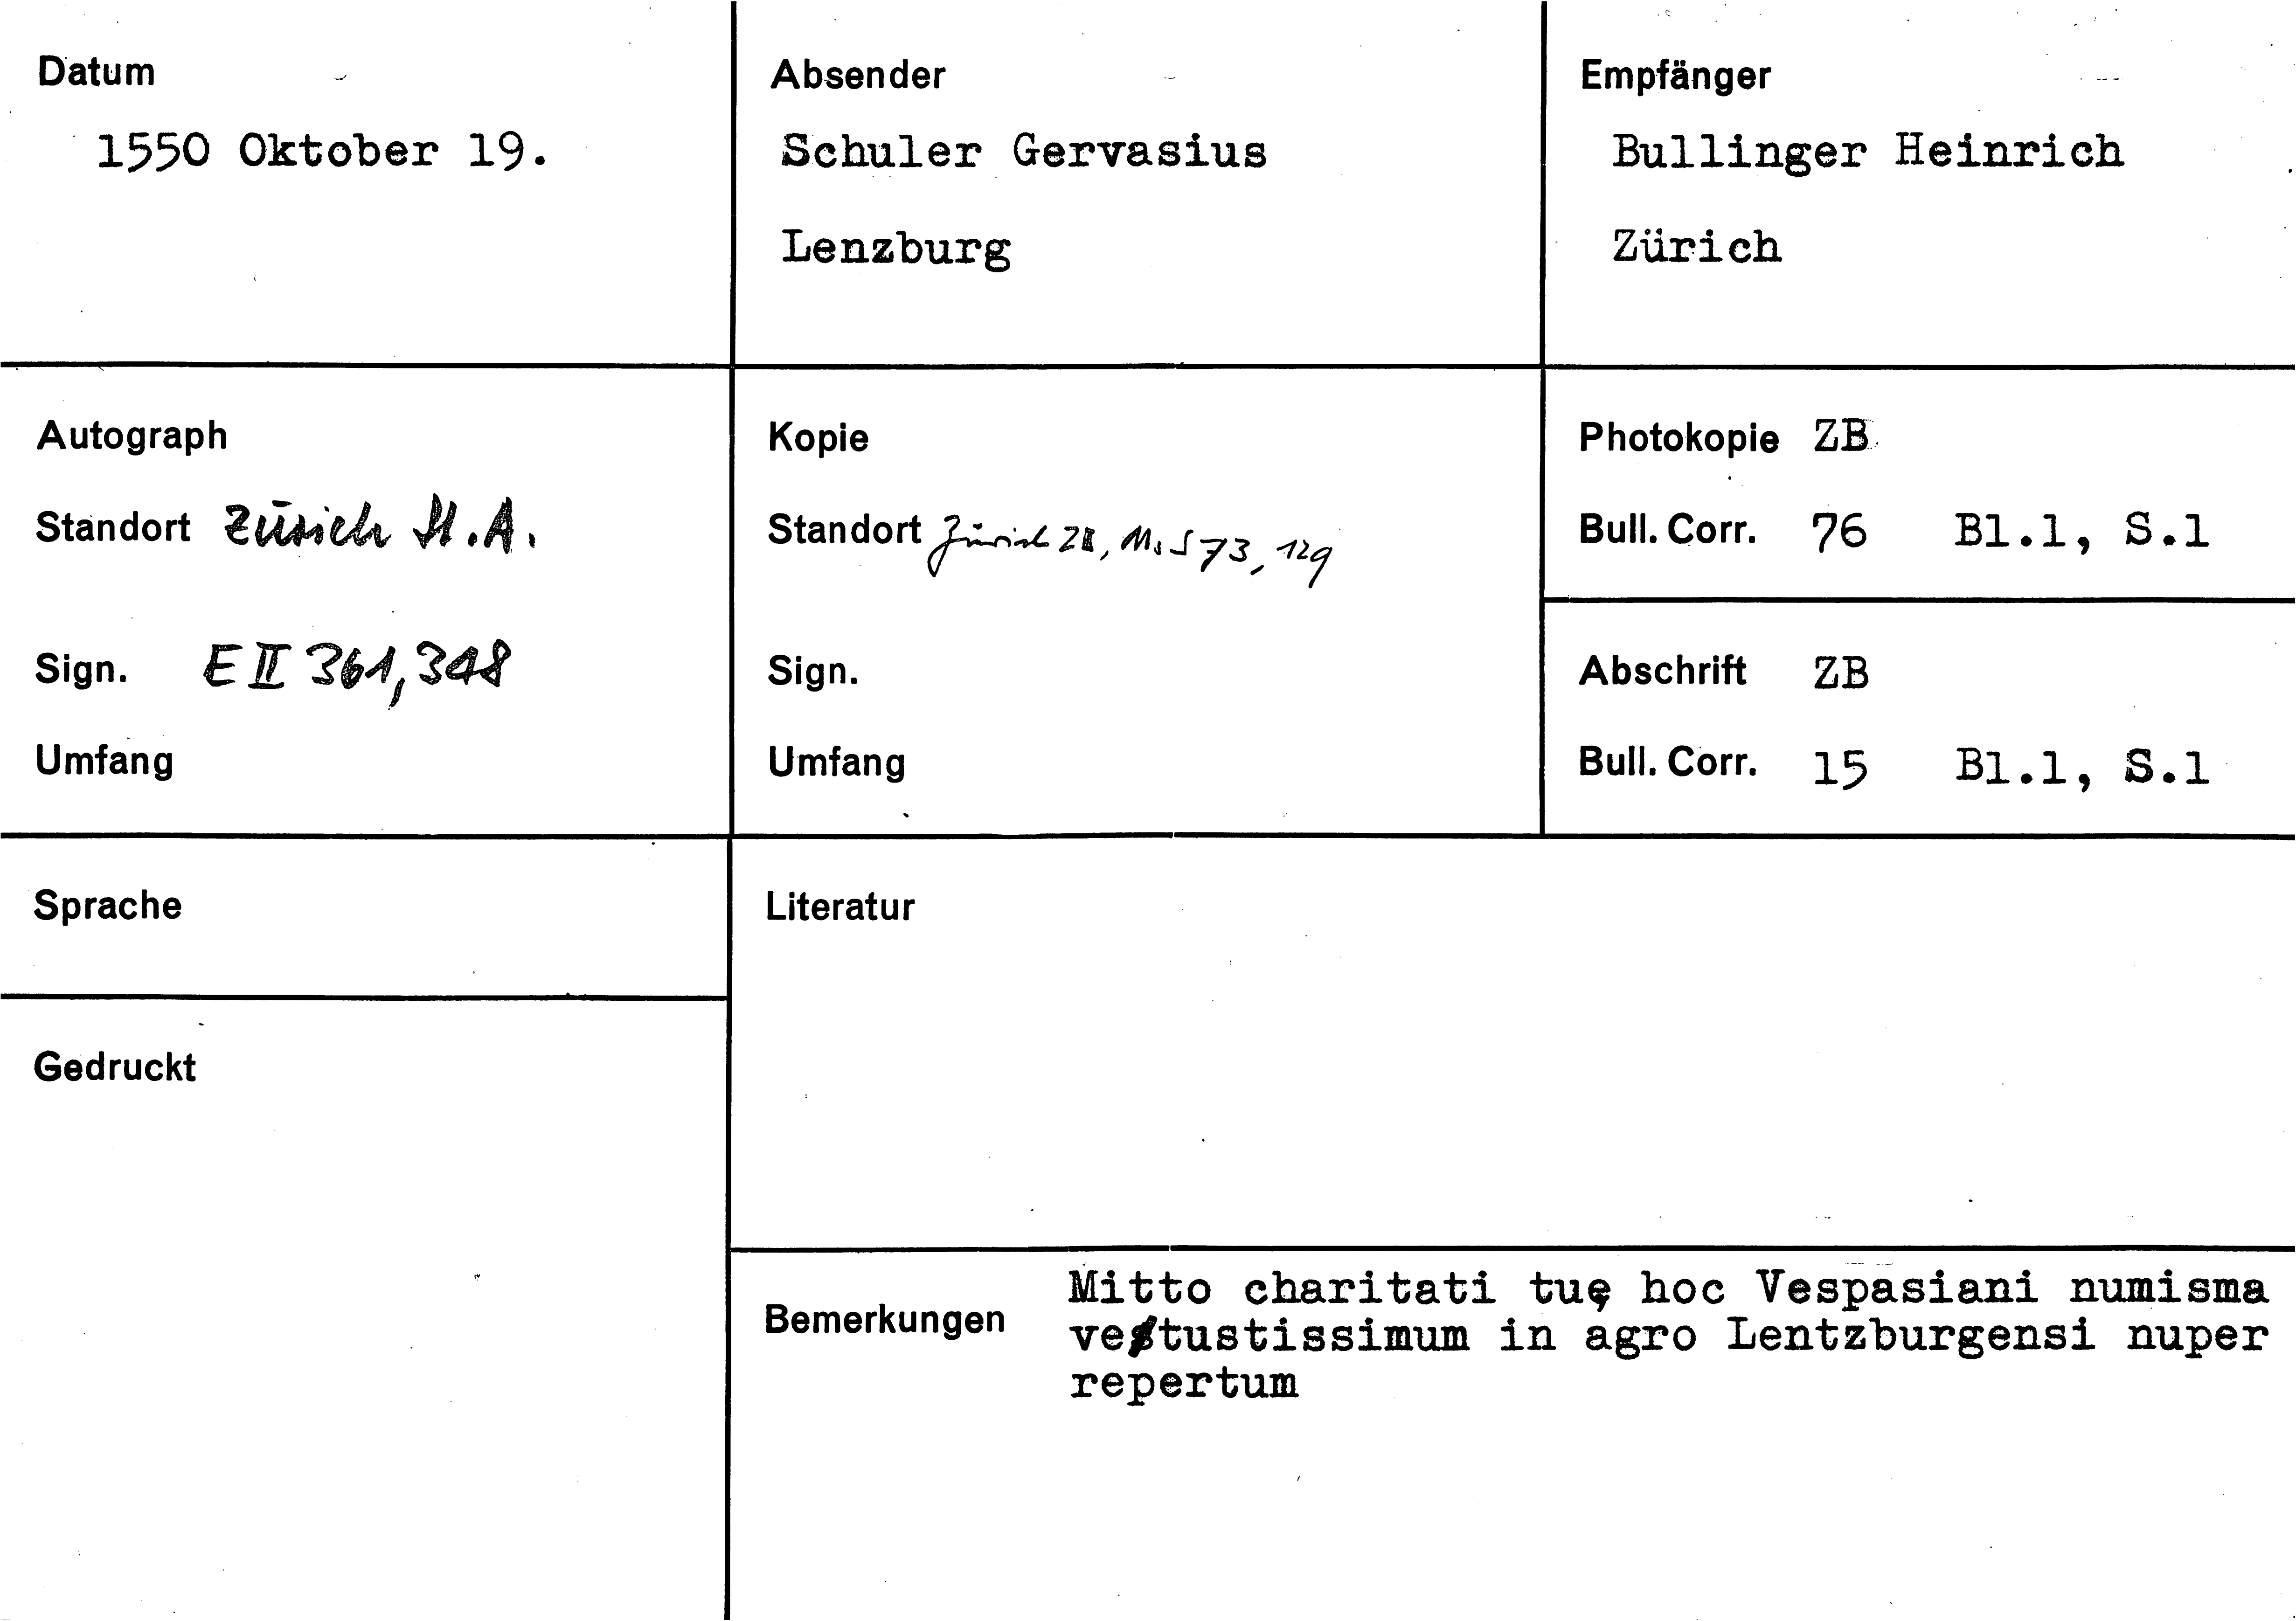 Datum
1550 Oktober 19.
Absender
Schuler Gervasius
Lenzburg
Empfänger
Bullinger Heinrich
Zürich
Autograph
Standort Zürich St.A.
Sign. E II 361, 348
Umfang
Kopie
Standort Zürich ZB, Ms S 73, 129
Sign.
Umfang
Photokopie ZB
Bull. Corr. 76 Bl.1, S.1
Abschrift ZB
Bull. Corr. 15 Bl.1, S.1
Sprache
Gedruckt
Literatur
Bemerkungen
Mitto charitati tuę hoc Vespasiani numisma
vetustissimum in agro Lentzburgensi nuper
repertum